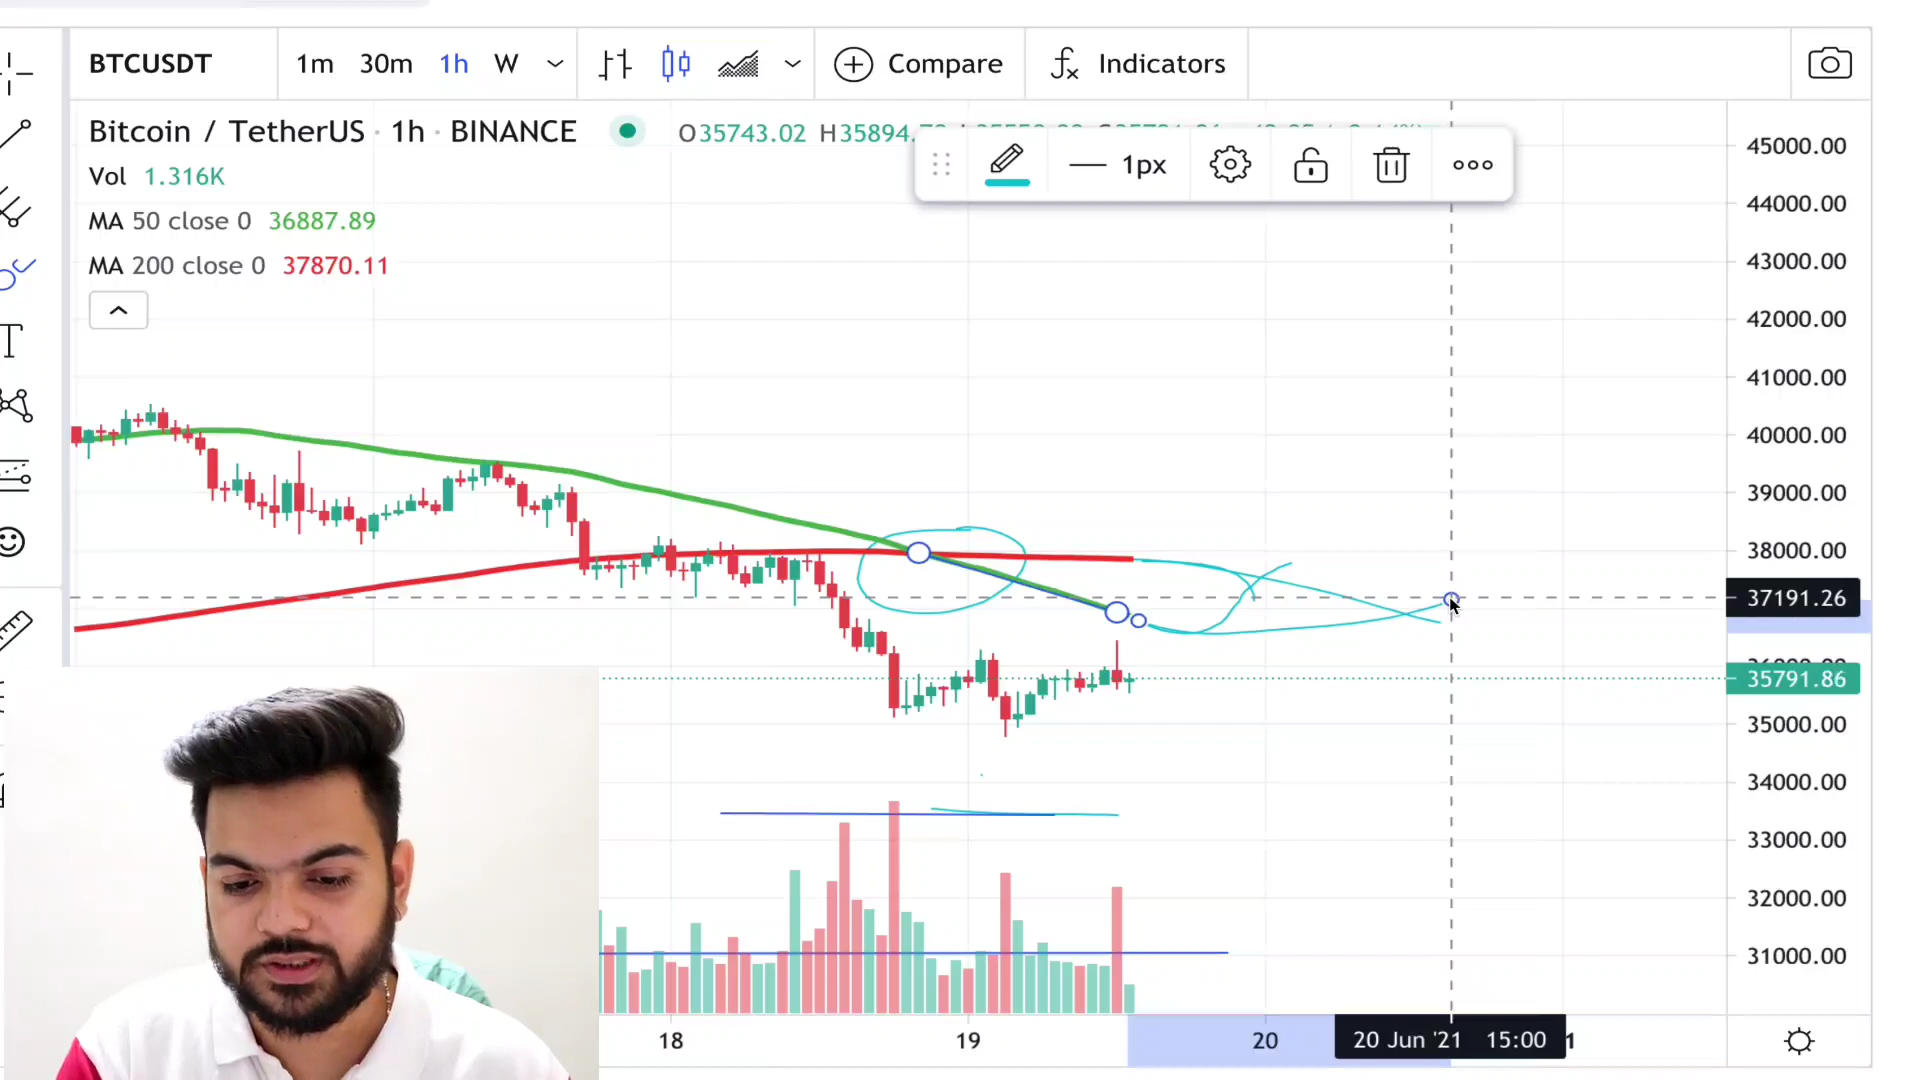 BTCUSDT 1m 30m 1h W Compare Indicators
Bitcoin / TetherUS · 1h · BINANCE O35743.02 H35894.
Vol 1.316K
MA 50 close 0 36887.89
MA 200 close 0 37870.11
1px
45000.00
44000.00
43000.00
42000.00
41000.00
40000.00
39000.00
38000.00
37191.26
35791.86
35000.00
34000.00
33000.00
32000.00
31000.00
18 19 20 20 Jun '21 15:00